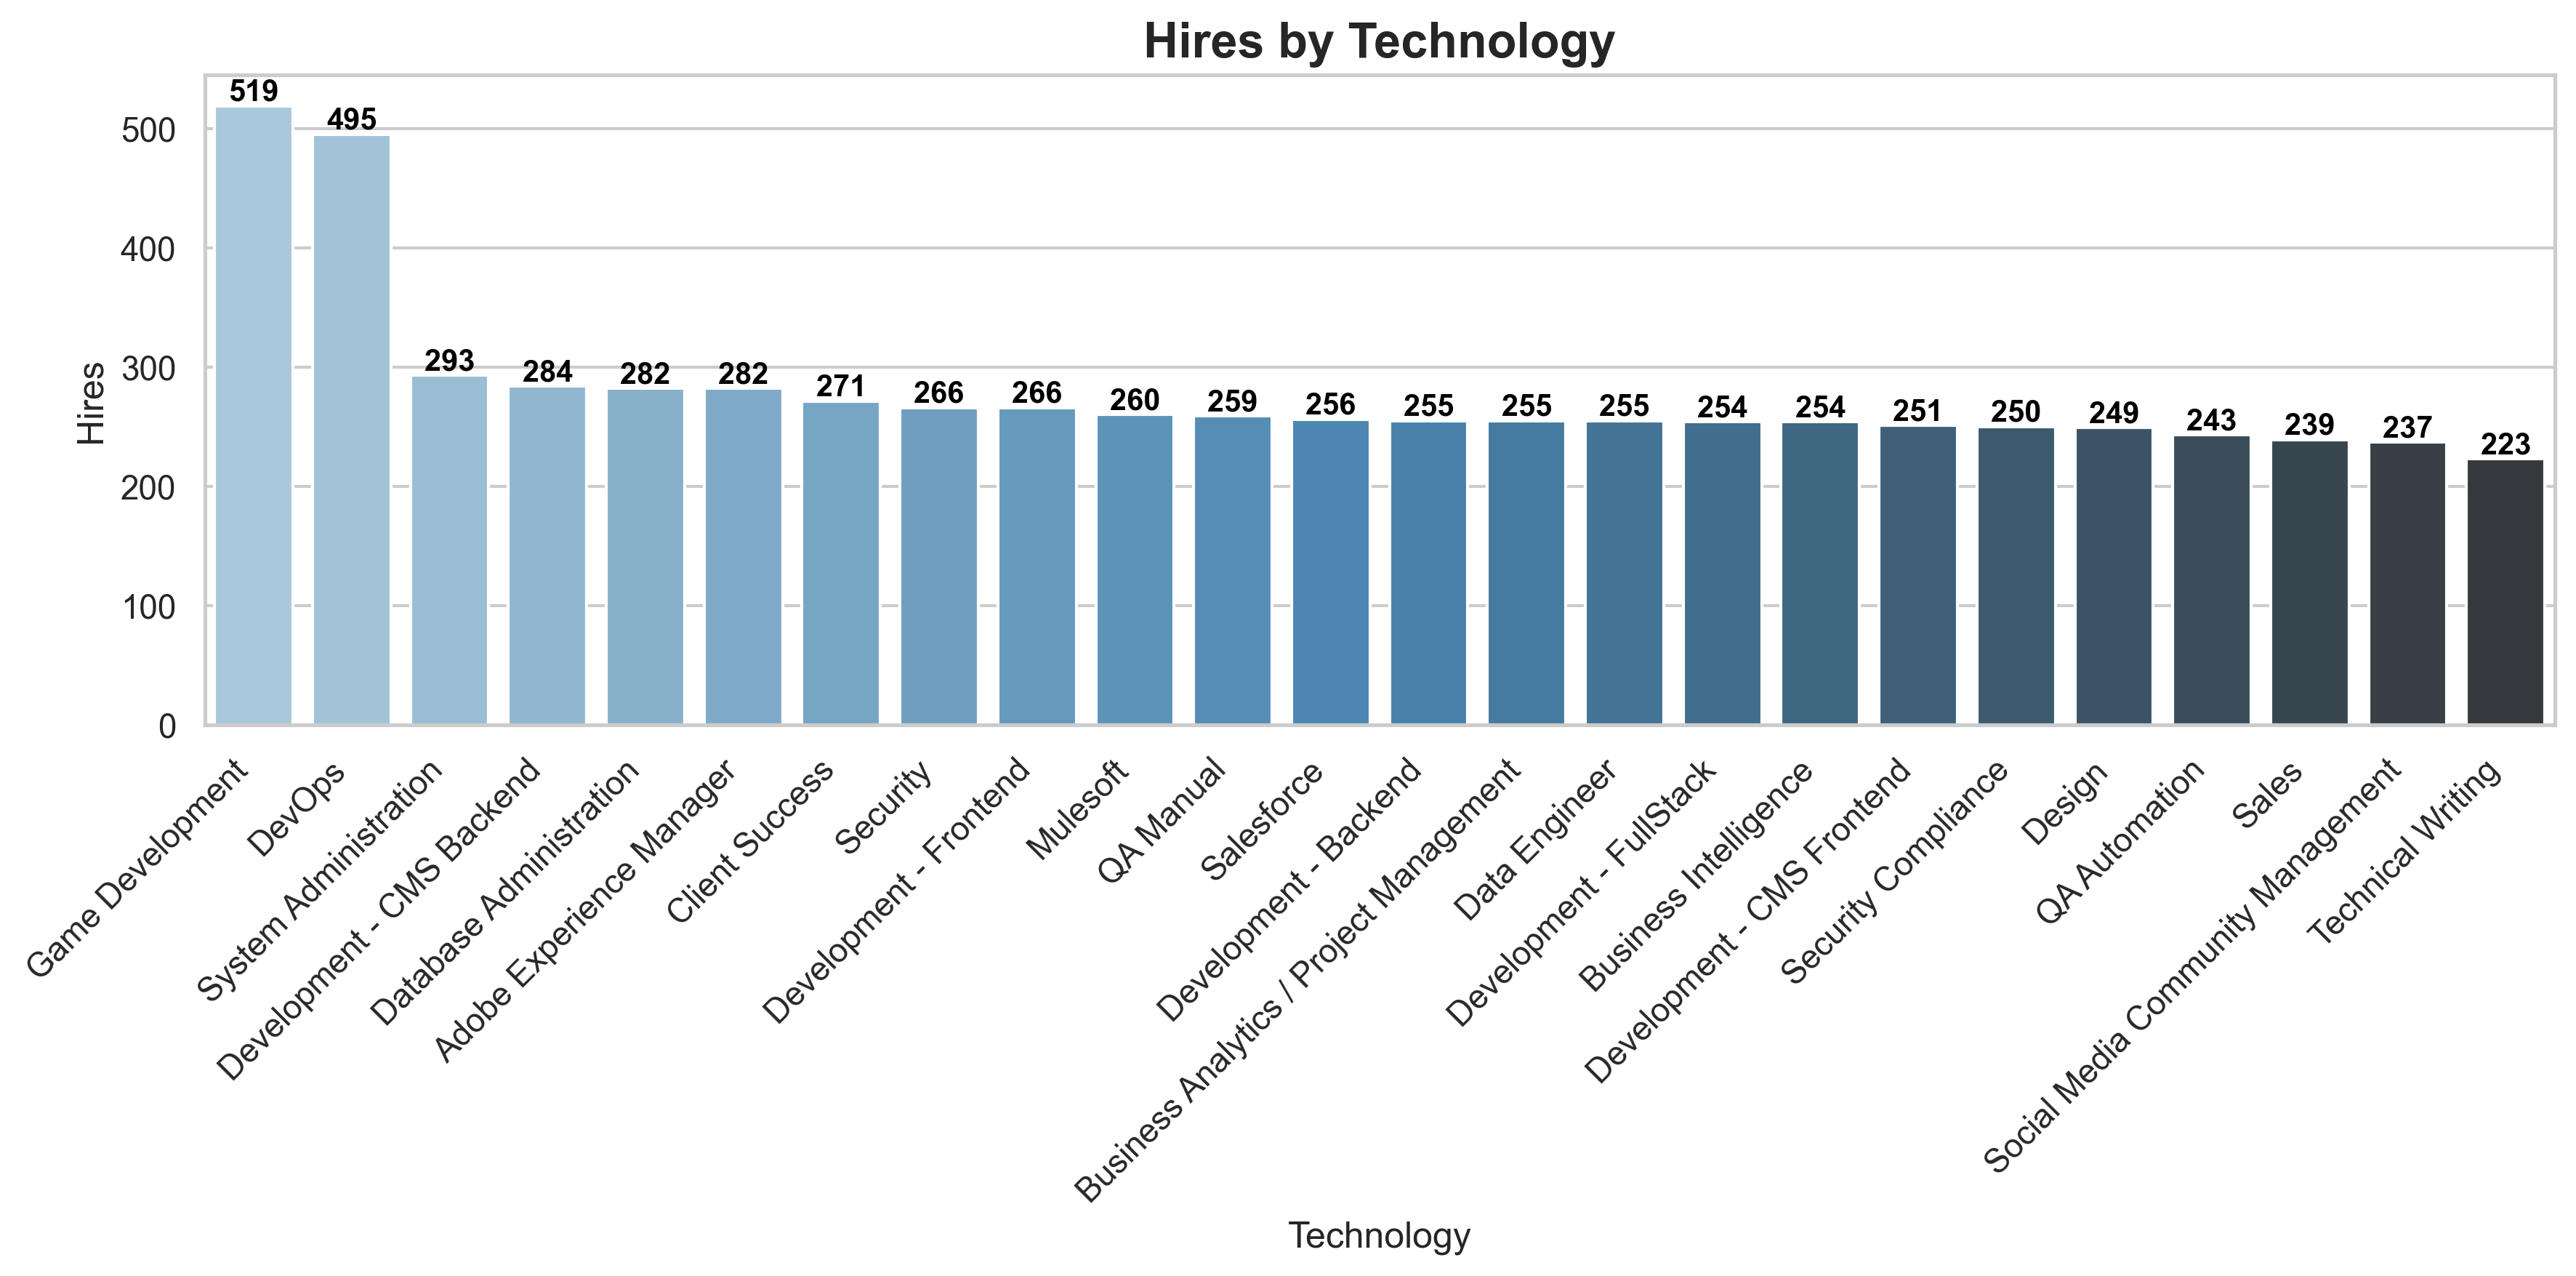 Hires by Technology
Hires
500
400
300
200
100
0
519
495
293
284
282
282
271
266
266
260
259
256
255
255
255
254
254
251
250
249
243
239
237
223
Game Development
DevOps
System Administration
Development - CMS Backend
Database Administration
Adobe Experience Manager
Client Success
Security
Development - Frontend
Mulesoft
QA Manual
Salesforce
Development - Backend
Business Analytics / Project Management
Data Engineer
Development - FullStack
Business Intelligence
Development - CMS Frontend
Security Compliance
Design
QA Automation
Sales
Social Media Community Management
Technical Writing
Technology